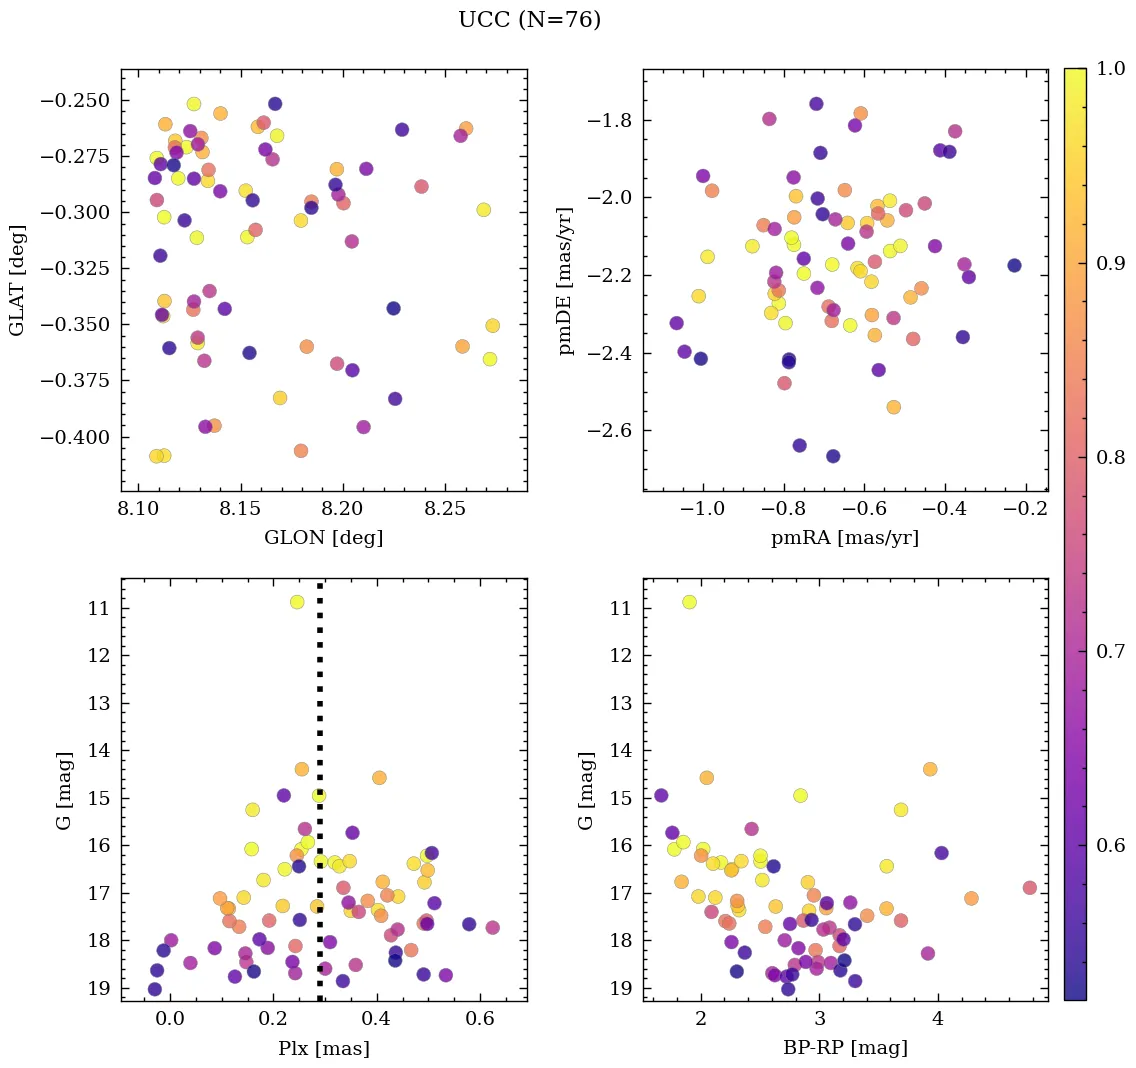 UCC (N=76)
−0.250
−0.275
−0.300
−0.325
−0.350
−0.375
−0.400
GLAT [deg]
8.10 8.15 8.20 8.25
GLON [deg]
−1.8
−2.0
−2.2
−2.4
−2.6
pmDE [mas/yr]
−1.0 −0.8 −0.6 −0.4 −0.2
pmRA [mas/yr]
1.0
0.9
0.8
0.7
0.6
11
12
13
14
15
16
17
18
19
G [mag]
0.0 0.2 0.4 0.6
Plx [mas]
11
12
13
14
15
16
17
18
19
G [mag]
2 3 4
BP-RP [mag]